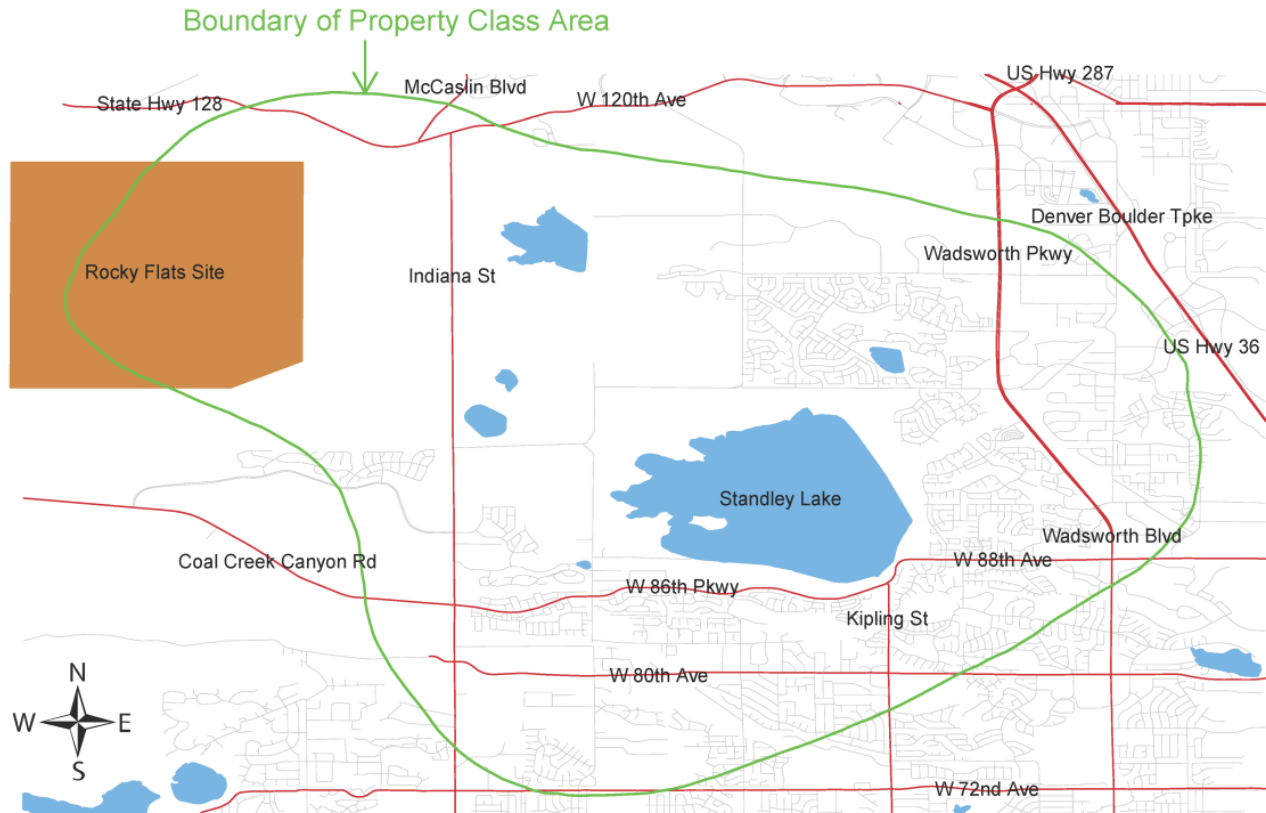 Boundary of Property Class Area
US Hwy 287
McCaslin Blvd
State Hwy 128
W 120th Ave
Denver Boulder Tpke
Wadsworth Pkwy
Rocky Flats Site
Indiana St
US Hwy 36
Standley Lake
Wadsworth Blvd
Coal Creek Canyon Rd
W 88th Ave
W 86th Pkwy
Kipling St
W 80th Ave
N
W
E
S
W 72nd Ave